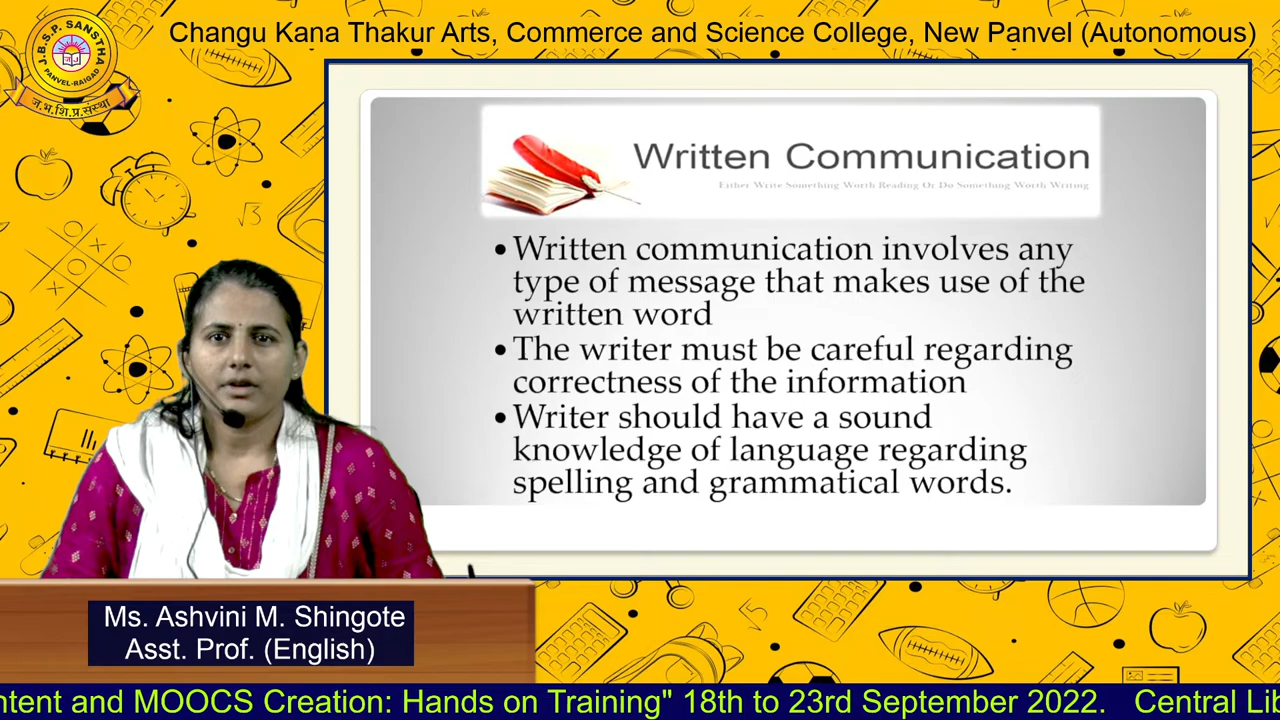 Changu Kana Thakur Arts, Commerce and Science College, New Panvel (Autonomous)
J.B.S.P. SANSTHA
PANVEL-RAIGAD
ज.भ.शि.प्र.संस्था
Written Communication
Either Write Something Worth Reading Or Do Something Worth Writing
•Written communication involves any
type of message that makes use of the
written word
•The writer must be careful regarding
correctness of the information
•Writer should have a sound
knowledge of language regarding
spelling and grammatical words.
√3
Ms. Ashvini M. Shingote
Asst. Prof. (English)
ntent and MOOCS Creation: Hands on Training" 18th to 23rd September 2022. Central Lib